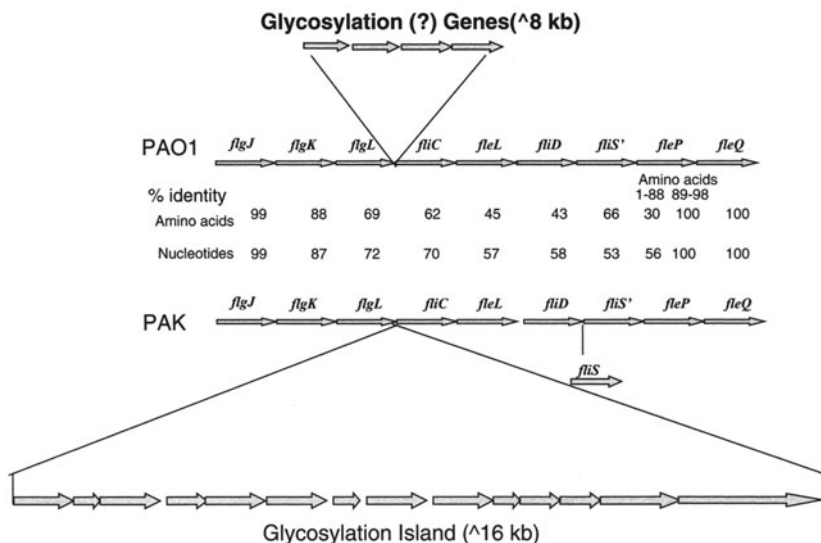 Glycosylation (?) Genes(^8 kb)
flgJ flgK flgL fliC fleL fliD fliS' fleP fleQ
PAO1
Amino acids
% identity 1-88 89-98
Amino acids 99 88 69 62 45 43 66 30 100 100
Nucleotides 99 87 72 70 57 58 53 56 100 100
flgJ flgK flgL fliC fleL fliD fliS' fleP fleQ
PAK
fliS
Glycosylation Island (^16 kb)